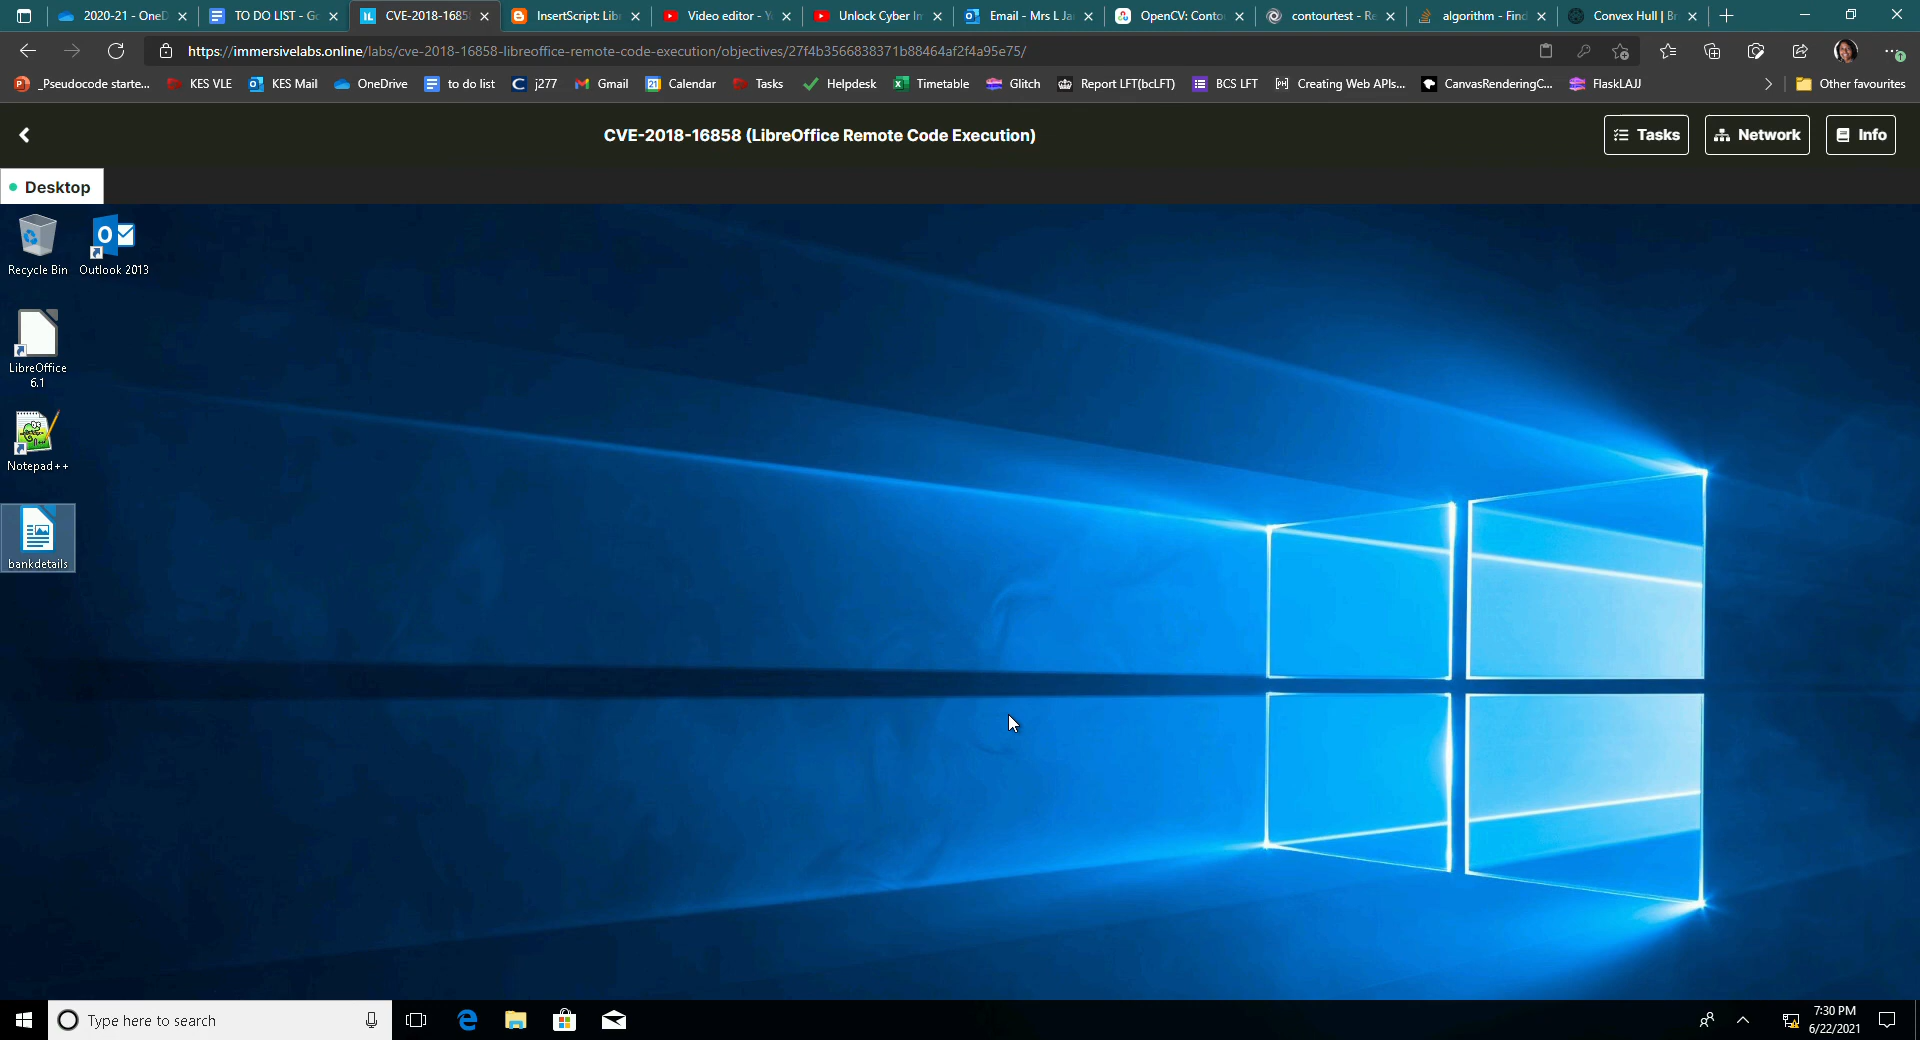 2020-21 - OneD
TO DO LIST - Go
CVE-2018-1685
InsertScript: Lib
Video editor - Y
Unlock Cyber Im
Email - Mrs L Ja
OpenCV: Conto
contourtest - Re
algorithm - Find
Convex Hull | Br
https://immersivelabs.online/labs/cve-2018-16858-libreoffice-remote-code-execution/objectives/27f4b3566838371b88464af2f4a95e75/
_Pseudocode starte...
KES VLE
KES Mail
OneDrive
to do list
j277
Gmail
Calendar
Tasks
Helpdesk
Timetable
Glitch
Report LFT(bcLFT)
BCS LFT
Creating Web APIs...
CanvasRenderingC...
FlaskLAJJ
Other favourites
CVE-2018-16858 (LibreOffice Remote Code Execution)
Tasks
Network
Info
Desktop
Recycle Bin
Outlook 2013
LibreOffice
6.1
Notepad++
bankdetails
Type here to search
7:30 PM
6/22/2021